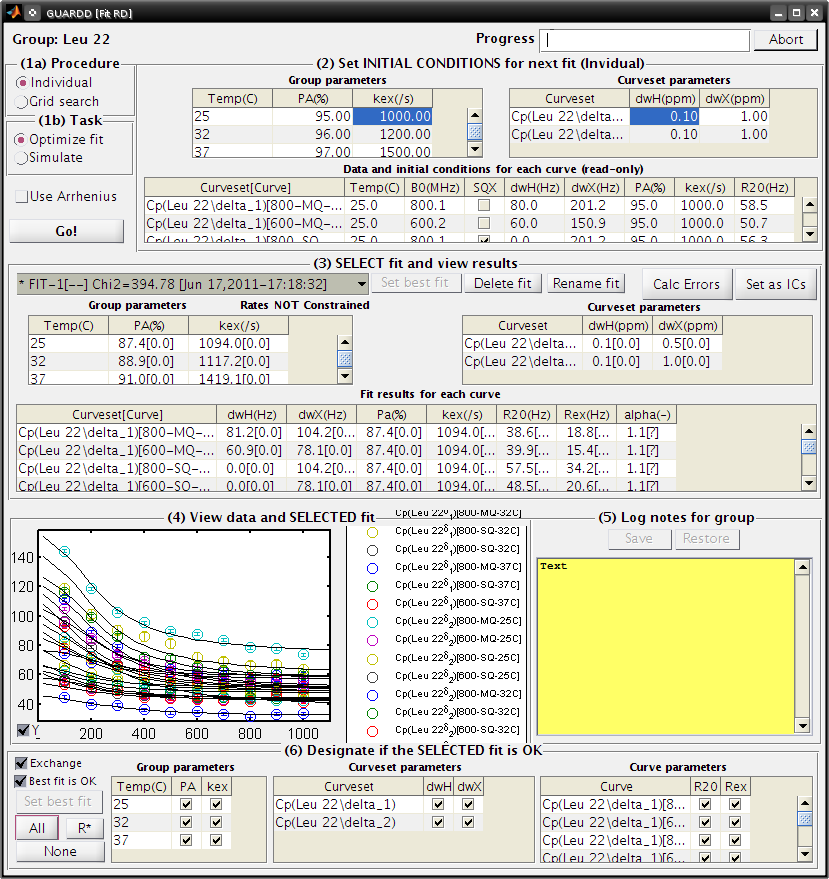 GUARDD [Fit RD]
Group: Leu 22
Progress
Abort
(1a) Procedure
Individual
Grid search
(1b) Task
Optimize fit
Simulate
Use Arrhenius
Go!
(2) Set INITIAL CONDITIONS for next fit (Invidual)
Group parameters
Temp(C) PA(%) kex(/s)
25 95.00 1000.00
32 96.00 1200.00
37 97.00 1500.00
Curveset parameters
Curveset dwH(ppm) dwX(ppm)
Cp(Leu 22\delta... 0.10 1.00
Cp(Leu 22\delta... 0.10 1.00
Data and initial conditions for each curve (read-only)
Curveset[Curve] Temp(C) B0(MHz) SQX dwH(Hz) dwX(Hz) PA(%) kex(/s) R20(Hz)
Cp(Leu 22\delta_1)[800-MQ-... 25.0 800.1 80.0 201.2 95.0 1000.0 58.5
Cp(Leu 22\delta_1)[600-MQ-... 25.0 600.2 60.0 150.9 95.0 1000.0 50.7
Cp(Leu 22\delta_1)[800-SQ-... 25.0 800.1 0.0 201.2 95.0 1000.0 56.3
(3) SELECT fit and view results
* FIT-1[--] Chi2=394.78 [Jun 17,2011-17:18:32]
Set best fit
Delete fit
Rename fit
Calc Errors
Set as ICs
Group parameters
Rates NOT Constrained
Temp(C) PA(%) kex(/s)
25 87.4[0.0] 1094.0[0.0]
32 88.9[0.0] 1117.2[0.0]
37 91.0[0.0] 1419.1[0.0]
Curveset parameters
Curveset dwH(ppm) dwX(ppm)
Cp(Leu 22\delta... 0.1[0.0] 0.5[0.0]
Cp(Leu 22\delta... 0.1[0.0] 1.0[0.0]
Fit results for each curve
Curveset[Curve] dwH(Hz) dwX(Hz) Pa(%) kex(/s) R20(Hz) Rex(Hz) alpha(-)
Cp(Leu 22\delta_1)[800-MQ-... 81.2[0.0] 104.2[0... 87.4[0.0] 1094.0[... 38.6[... 18.8[... 1.1[?]
Cp(Leu 22\delta_1)[600-MQ-... 60.9[0.0] 78.1[0.0] 87.4[0.0] 1094.0[... 39.9[... 15.4[... 1.1[?]
Cp(Leu 22\delta_1)[800-SQ-... 0.0[0.0] 104.2[0... 87.4[0.0] 1094.0[... 57.5[... 34.2[... 1.1[?]
Cp(Leu 22\delta_1)[600-SQ-... 0.0[0.0] 78.1[0.0] 87.4[0.0] 1094.0[... 48.5[... 20.6[... 1.1[?]
(4) View data and SELECTED fit
140
120
100
80
60
40
Y
200 400 600 800 1000
Cp(Leu 22δ1)[800-MQ-32C]
Cp(Leu 22δ1)[800-SQ-32C]
Cp(Leu 22δ1)[600-SQ-32C]
Cp(Leu 22δ1)[800-MQ-37C]
Cp(Leu 22δ1)[800-SQ-37C]
Cp(Leu 22δ1)[600-SQ-37C]
Cp(Leu 22δ2)[800-MQ-25C]
Cp(Leu 22δ2)[600-MQ-25C]
Cp(Leu 22δ2)[800-SQ-25C]
Cp(Leu 22δ2)[600-SQ-25C]
Cp(Leu 22δ2)[800-MQ-32C]
Cp(Leu 22δ2)[800-SQ-32C]
Cp(Leu 22δ2)[600-SQ-32C]
(5) Log notes for group
Save
Restore
Text
(6) Designate if the SELECTED fit is OK
Exchange
Best fit is OK
Set best fit
All
R*
None
Group parameters
Temp(C) PA kex
25
32
37
Curveset parameters
Curveset dwH dwX
Cp(Leu 22\delta_1)
Cp(Leu 22\delta_2)
Curve parameters
Curve R20 Rex
Cp(Leu 22\delta_1)[8...
Cp(Leu 22\delta_1)[6...
Cp(Leu 22\delta_1)[8...
Cp(Leu 22\delta_1)[6...